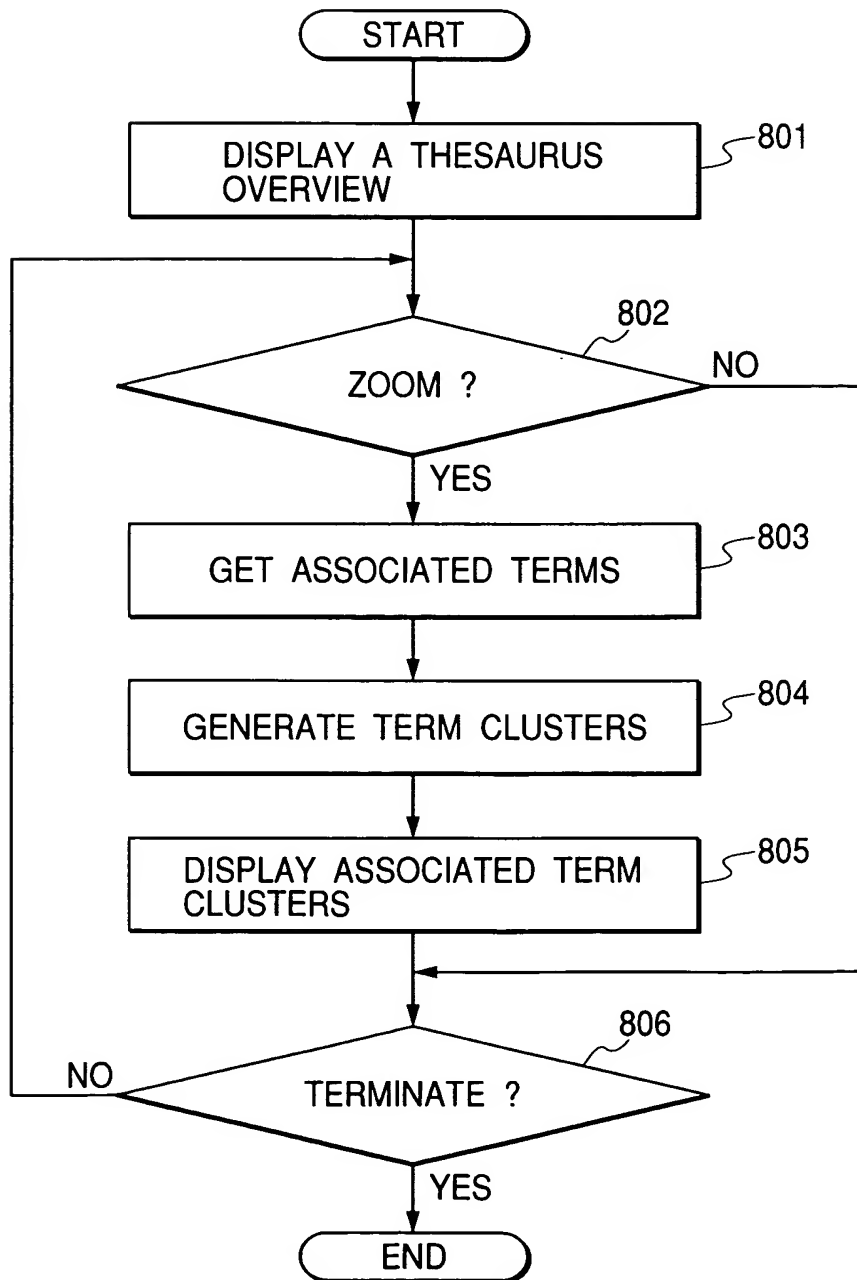 START
DISPLAY A THESAURUS
OVERVIEW
801
802
ZOOM ?
NO
YES
GET ASSOCIATED TERMS
803
GENERATE TERM CLUSTERS
804
DISPLAY ASSOCIATED TERM
CLUSTERS
805
806
NO
TERMINATE ?
YES
END